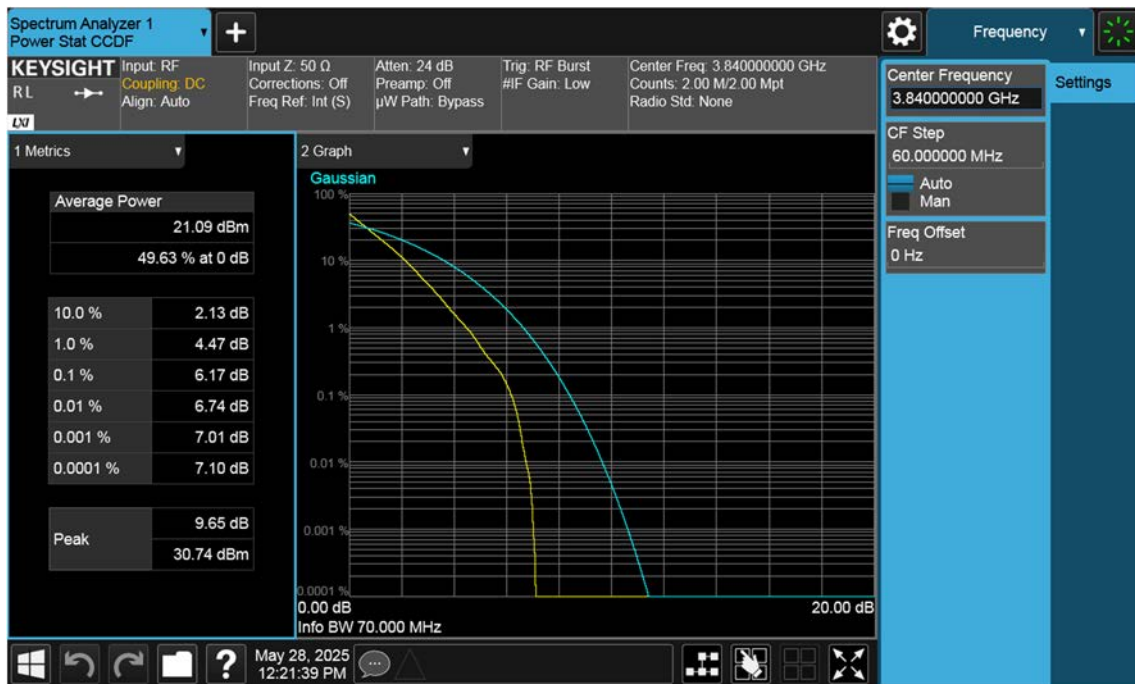 Spectrum Analyzer 1
Power Stat CCDF
Frequency
KEYSIGHT
RL
LXI
Input: RF
Coupling: DC
Align: Auto
Input Z: 50 Ω
Corrections: Off
Freq Ref: Int (S)
Atten: 24 dB
Preamp: Off
µW Path: Bypass
Trig: RF Burst
#IF Gain: Low
Center Freq: 3.840000000 GHz
Counts: 2.00 M/2.00 Mpt
Radio Std: None
Center Frequency
3.840000000 GHz
Settings
CF Step
60.000000 MHz
Auto
Man
Freq Offset
0 Hz
1 Metrics
Average Power
21.09 dBm
49.63 % at 0 dB
10.0 % 2.13 dB
1.0 % 4.47 dB
0.1 % 6.17 dB
0.01 % 6.74 dB
0.001 % 7.01 dB
0.0001 % 7.10 dB
Peak
9.65 dB
30.74 dBm
2 Graph
Gaussian
100 %
10 %
1 %
0.1 %
0.01 %
0.001 %
0.0001 %
0.00 dB 20.00 dB
Info BW 70.000 MHz
?
May 28, 2025
12:21:39 PM